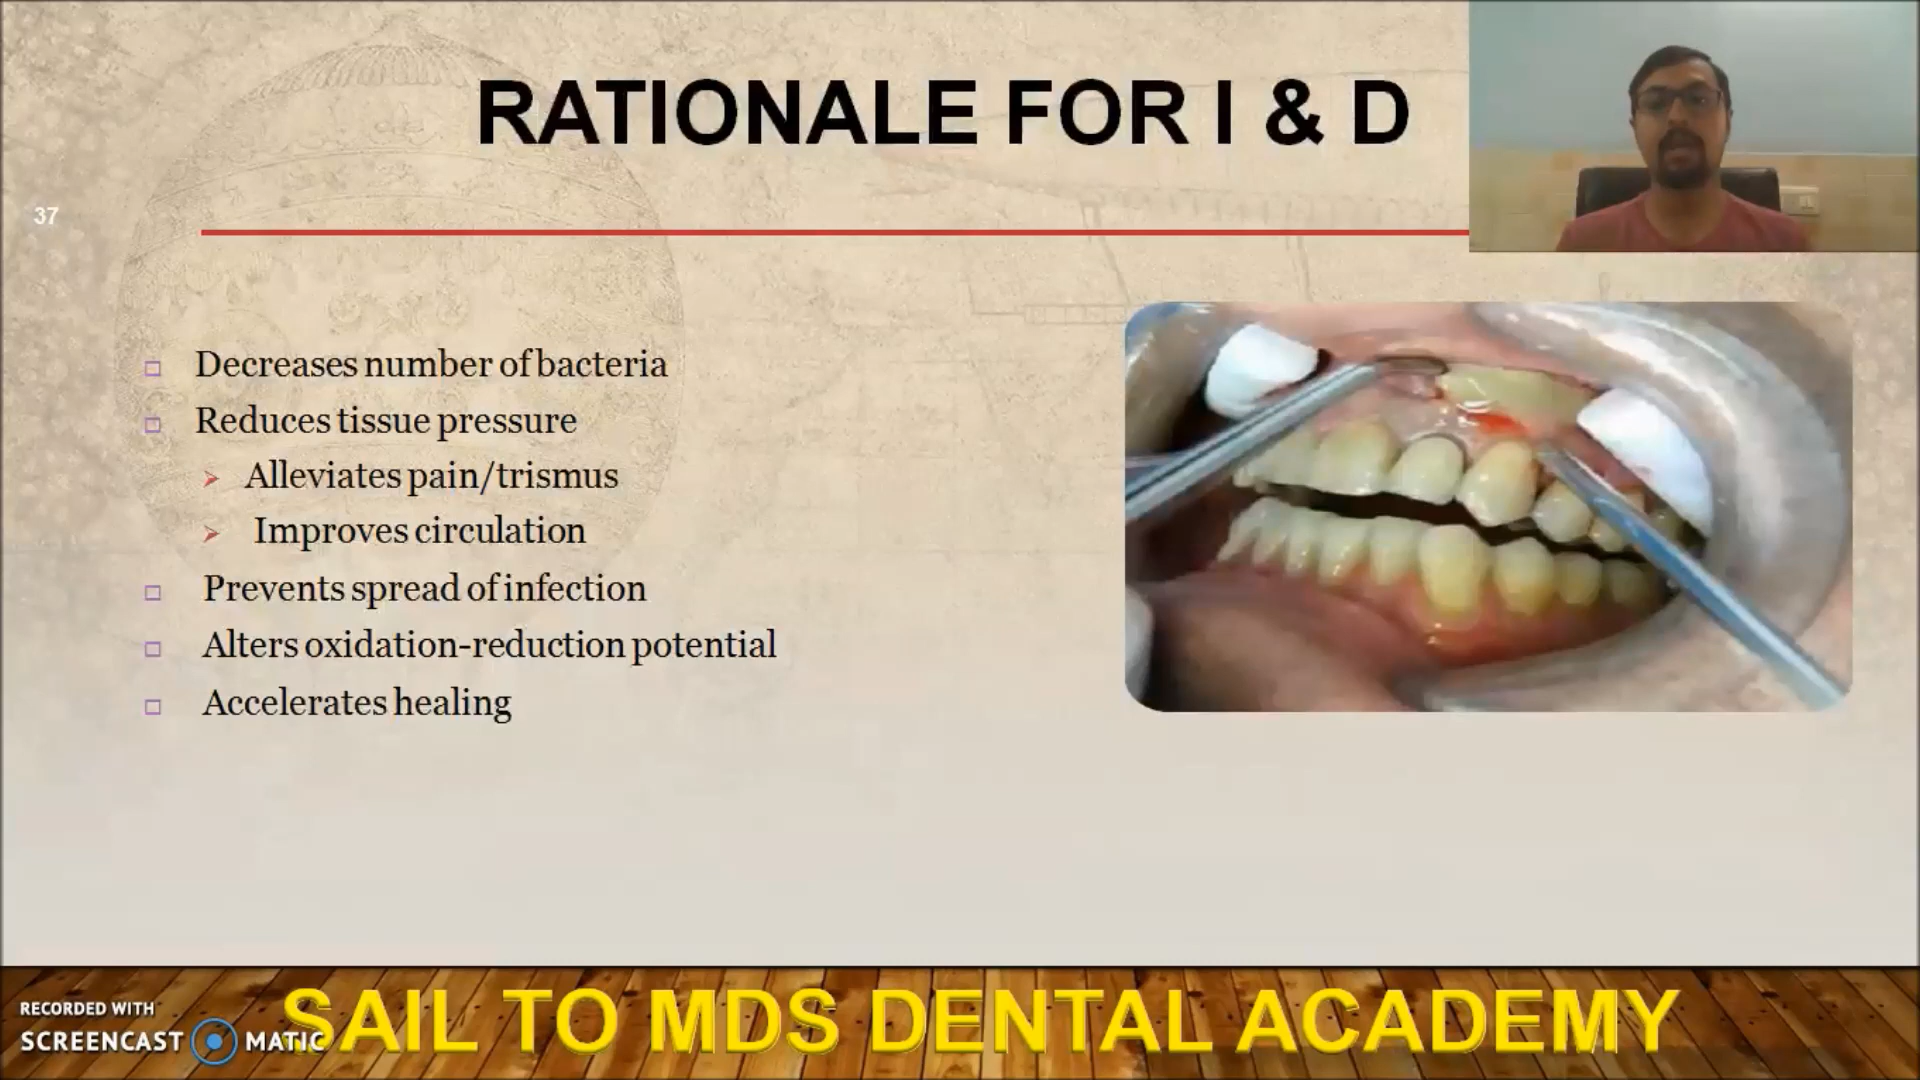 RATIONALE FOR I & D
37
Decreases number of bacteria
Reduces tissue pressure
Alleviates pain/trismus
Improves circulation
Prevents spread of infection
Alters oxidation-reduction potential
Accelerates healing
RECORDED WITH
SCREENCAST MATIC
SAIL TO MDS DENTAL ACADEMY